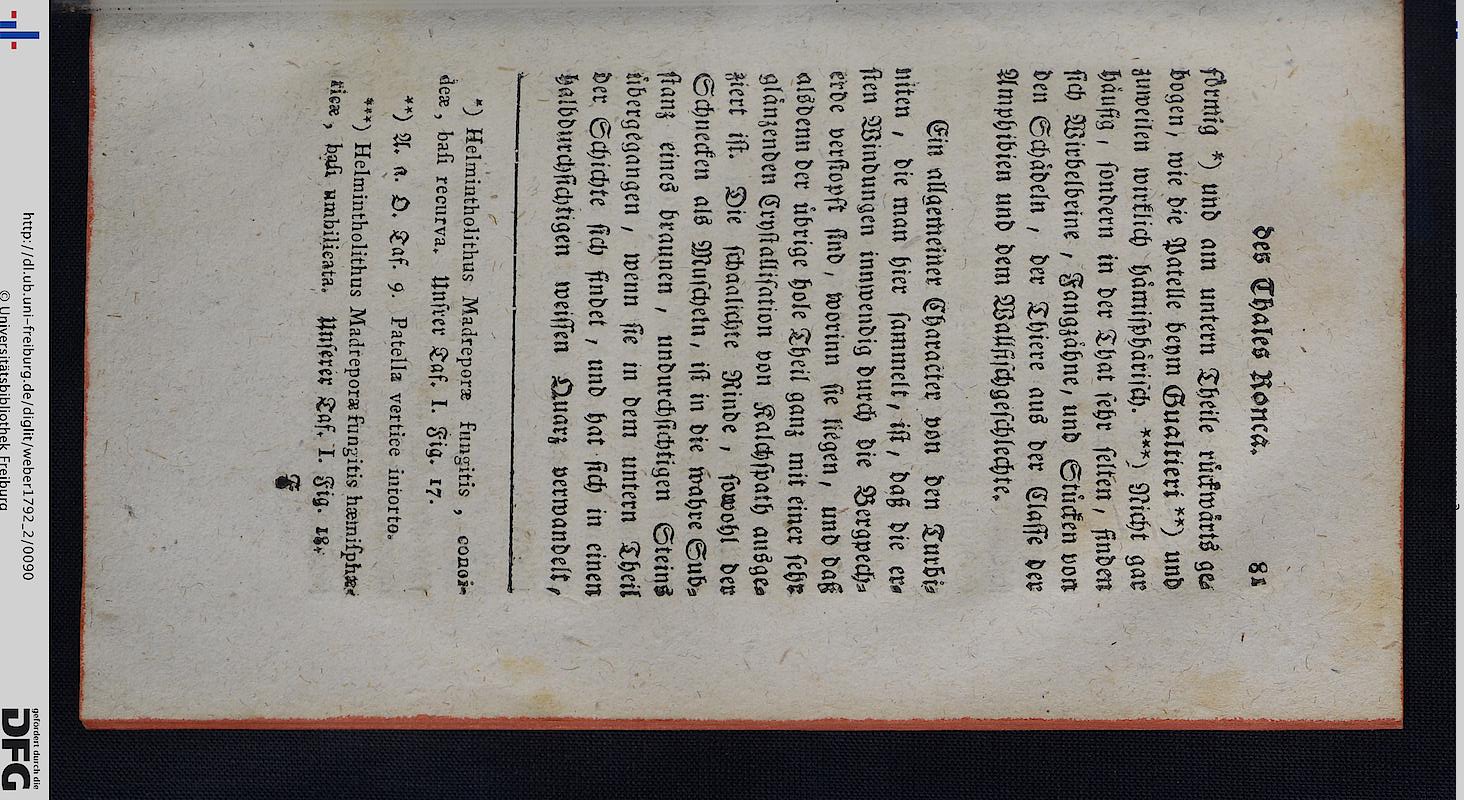 des Thales Ronca. 81
förmig *) und am untern Theile rückwärts ge⸗
bogen, wie die Patelle beym Gualtieri **) und
zuweilen wirklich hämisphärisch. ***) Nicht gar
häufig, sondern in der That sehr selten, finden
sich Wirbelbeine, Fangzähne, und Stücken von
den Schädeln, der Thiere aus der Classe der
Amphibien und dem Wallfischgeschlechte.
Ein allgemeiner Character von den Turbi⸗
niten, die man hier sammelt, ist, daß die er⸗
sten Windungen innwendig durch die Bergpech⸗
erde verstopft sind, worinn sie liegen, und daß
alsdenn der übrige hole Theil ganz mit einer sehr
glänzenden Crystallisation von Kalchspath ausge⸗
ziert ist. Die schaalichte Rinde, sowohl der
Schnecken als Muscheln, ist in die wahre Sub⸗
stanz eines braunen, undurchsichtigen Steins
übergegangen, wenn sie in dem untern Theil
der Schichte sich findet, und hat sich in einen
halbdurchsichtigen weissen Quarz verwandelt,
*) Helmintholithus Madreporæ fungitis, conoi⸗
deæ, basi recurva. Unsrer Taf. I. Fig. 17.
**) A. a. O. Taf. 9. Patella vertice intorto.
***) Helmintholithus Madreporæ fungitis hæmisphæ⸗
ricæ, basi umbilicata. Unserer Taf. I. Fig. 18.
http://dl.ub.uni-freiburg.de/diglit/weber1792_2/0090
© Universitätsbibliothek Freiburg
gefördert durch die
DFG